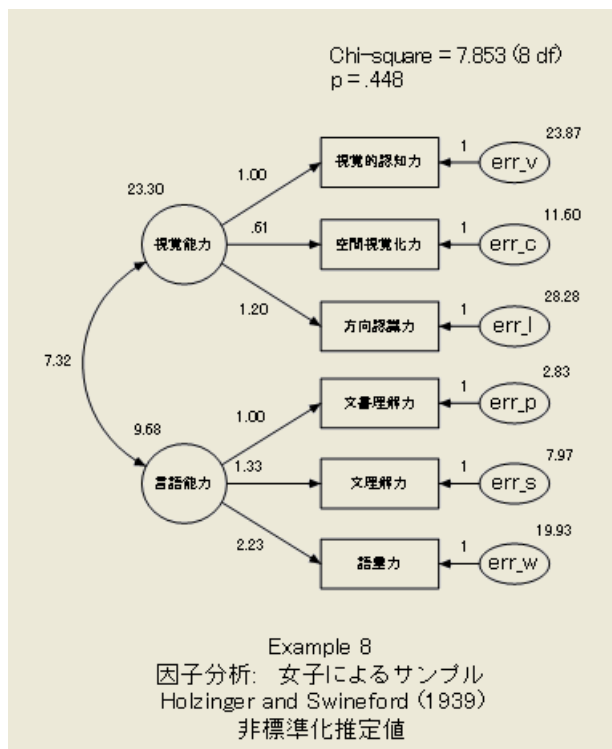 Chi-square = 7.853 (8 df)
p = .448
23.87
1.00
視覚的認知力
1
err_v
23.30
11.60
視覚能力
.61
空間視覚化力
1
err_c
28.28
1.20
方向認識力
1
err_l
7.32
2.83
9.68
1.00
文書理解力
1
err_p
7.97
言語能力
1.33
文理解力
1
err_s
19.93
2.23
語彙力
1
err_w
Example 8
因子分析: 女子によるサンプル
Holzinger and Swineford (1939)
非標準化推定値